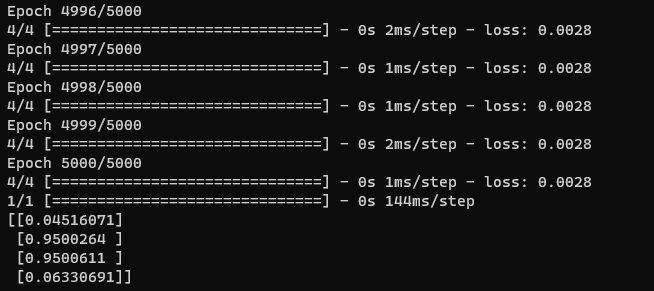 Epoch 4996/5000
4/4 [==============================] - 0s 2ms/step - loss: 0.0028
Epoch 4997/5000
4/4 [==============================] - 0s 1ms/step - loss: 0.0028
Epoch 4998/5000
4/4 [==============================] - 0s 1ms/step - loss: 0.0028
Epoch 4999/5000
4/4 [==============================] - 0s 2ms/step - loss: 0.0028
Epoch 5000/5000
4/4 [==============================] - 0s 1ms/step - loss: 0.0028
1/1 [==============================] - 0s 144ms/step
[[0.04516071]
 [0.9500264 ]
 [0.9500611 ]
 [0.06330691]]